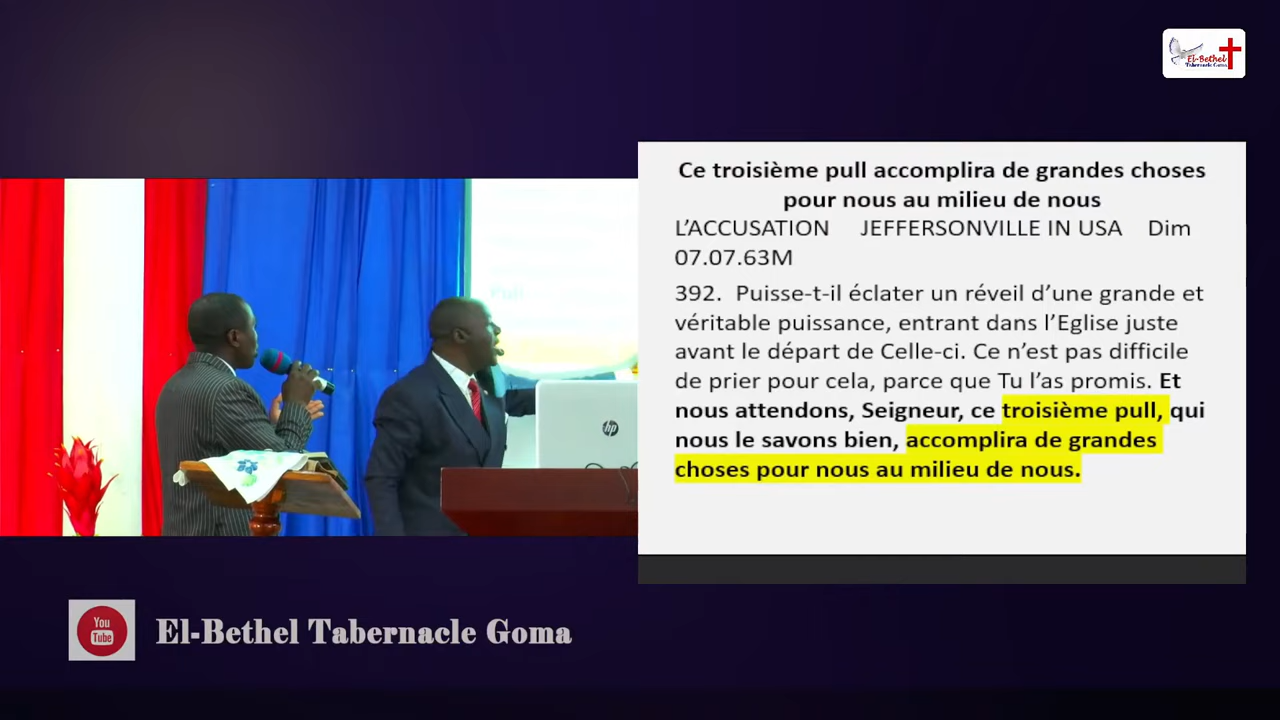 El-Bethel
Tabernacle Goma
Ce troisième pull accomplira de grandes choses
pour nous au milieu de nous
L’ACCUSATION JEFFERSONVILLE IN USA Dim
07.07.63M
392. Puisse-t-il éclater un réveil d’une grande et
véritable puissance, entrant dans l’Eglise juste
avant le départ de Celle-ci. Ce n’est pas difficile
de prier pour cela, parce que Tu l’as promis. Et
nous attendons, Seigneur, ce troisième pull, qui
nous le savons bien, accomplira de grandes
choses pour nous au milieu de nous.
hp
You
Tube
El-Bethel Tabernacle Goma